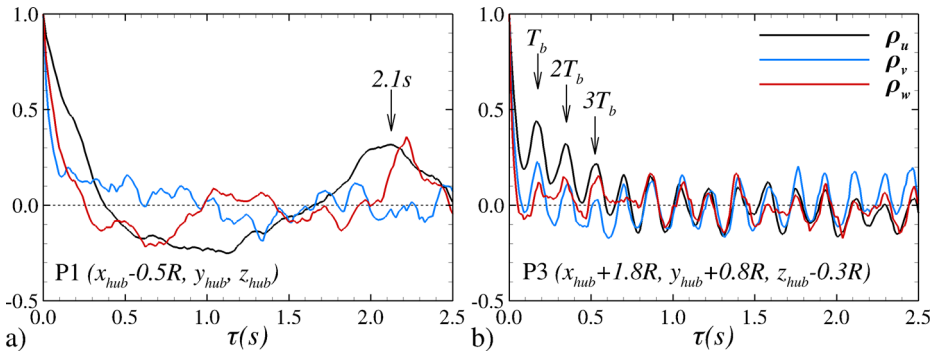 1.0
0.5
0.0
-0.5
0.0 0.5 1.0 1.5 2.0 2.5
τ(s)
2.1s
P1 (x_hub-0.5R, y_hub, z_hub)
a)
1.0
0.5
0.0
-0.5
0.0 0.5 1.0 1.5 2.0 2.5
τ(s)
T_b
2T_b
3T_b
ρ_u
ρ_v
ρ_w
P3 (x_hub+1.8R, y_hub+0.8R, z_hub-0.3R)
b)